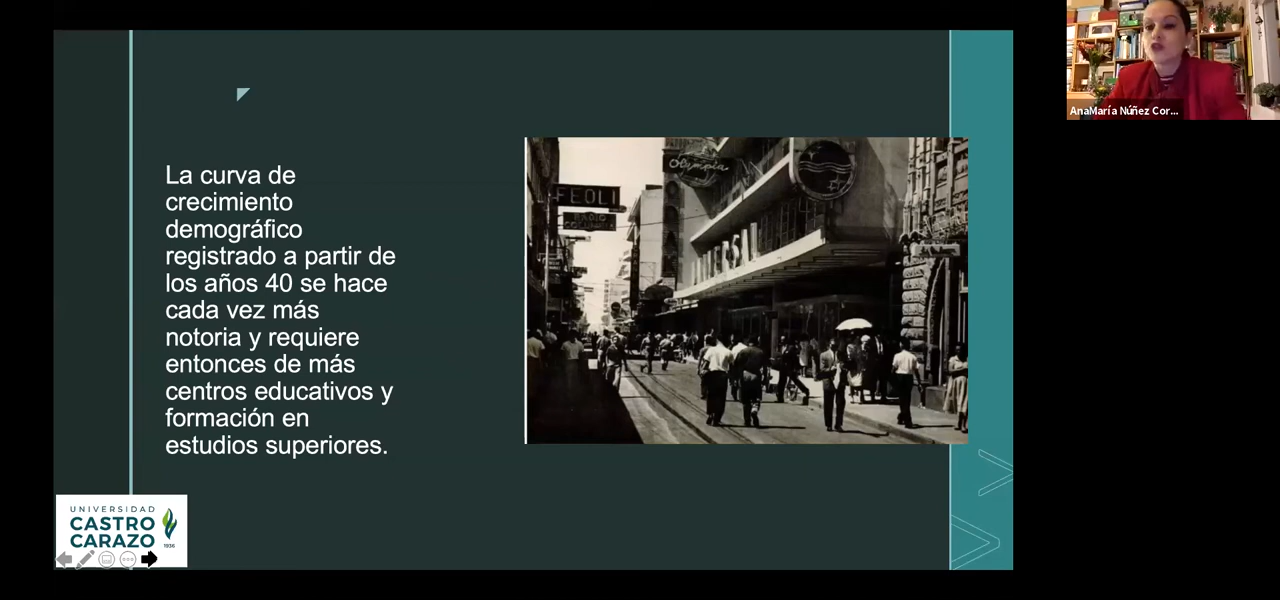 La curva de
crecimiento
demográfico
registrado a partir de
los años 40 se hace
cada vez más
notoria y requiere
entonces de más
centros educativos y
formación en
estudios superiores.
Olympia
FEOLI
RADIO
UNIVERSIDAD
CASTRO
CARAZO
1936
AnaMaría Núñez Cor...